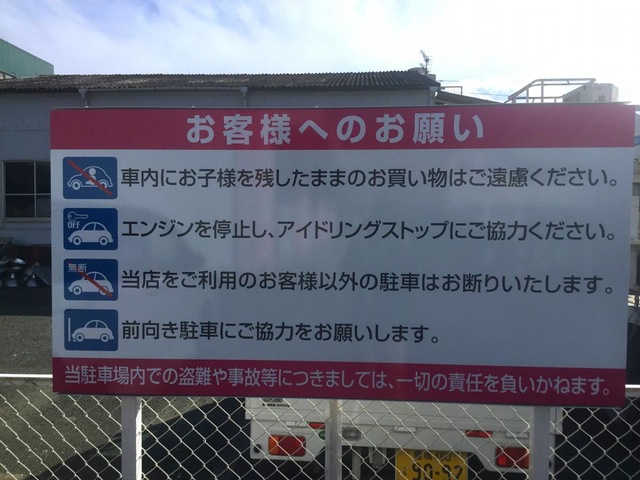 お客様へのお願い
車内にお子様を残したままのお買い物はご遠慮ください。
OFF
エンジンを停止し、アイドリングストップにご協力ください。
無断
当店をご利用のお客様以外の駐車はお断りいたします。
前向き駐車にご協力をお願いします。
当駐車場内での盗難や事故等につきましては、一切の責任を負いかねます。